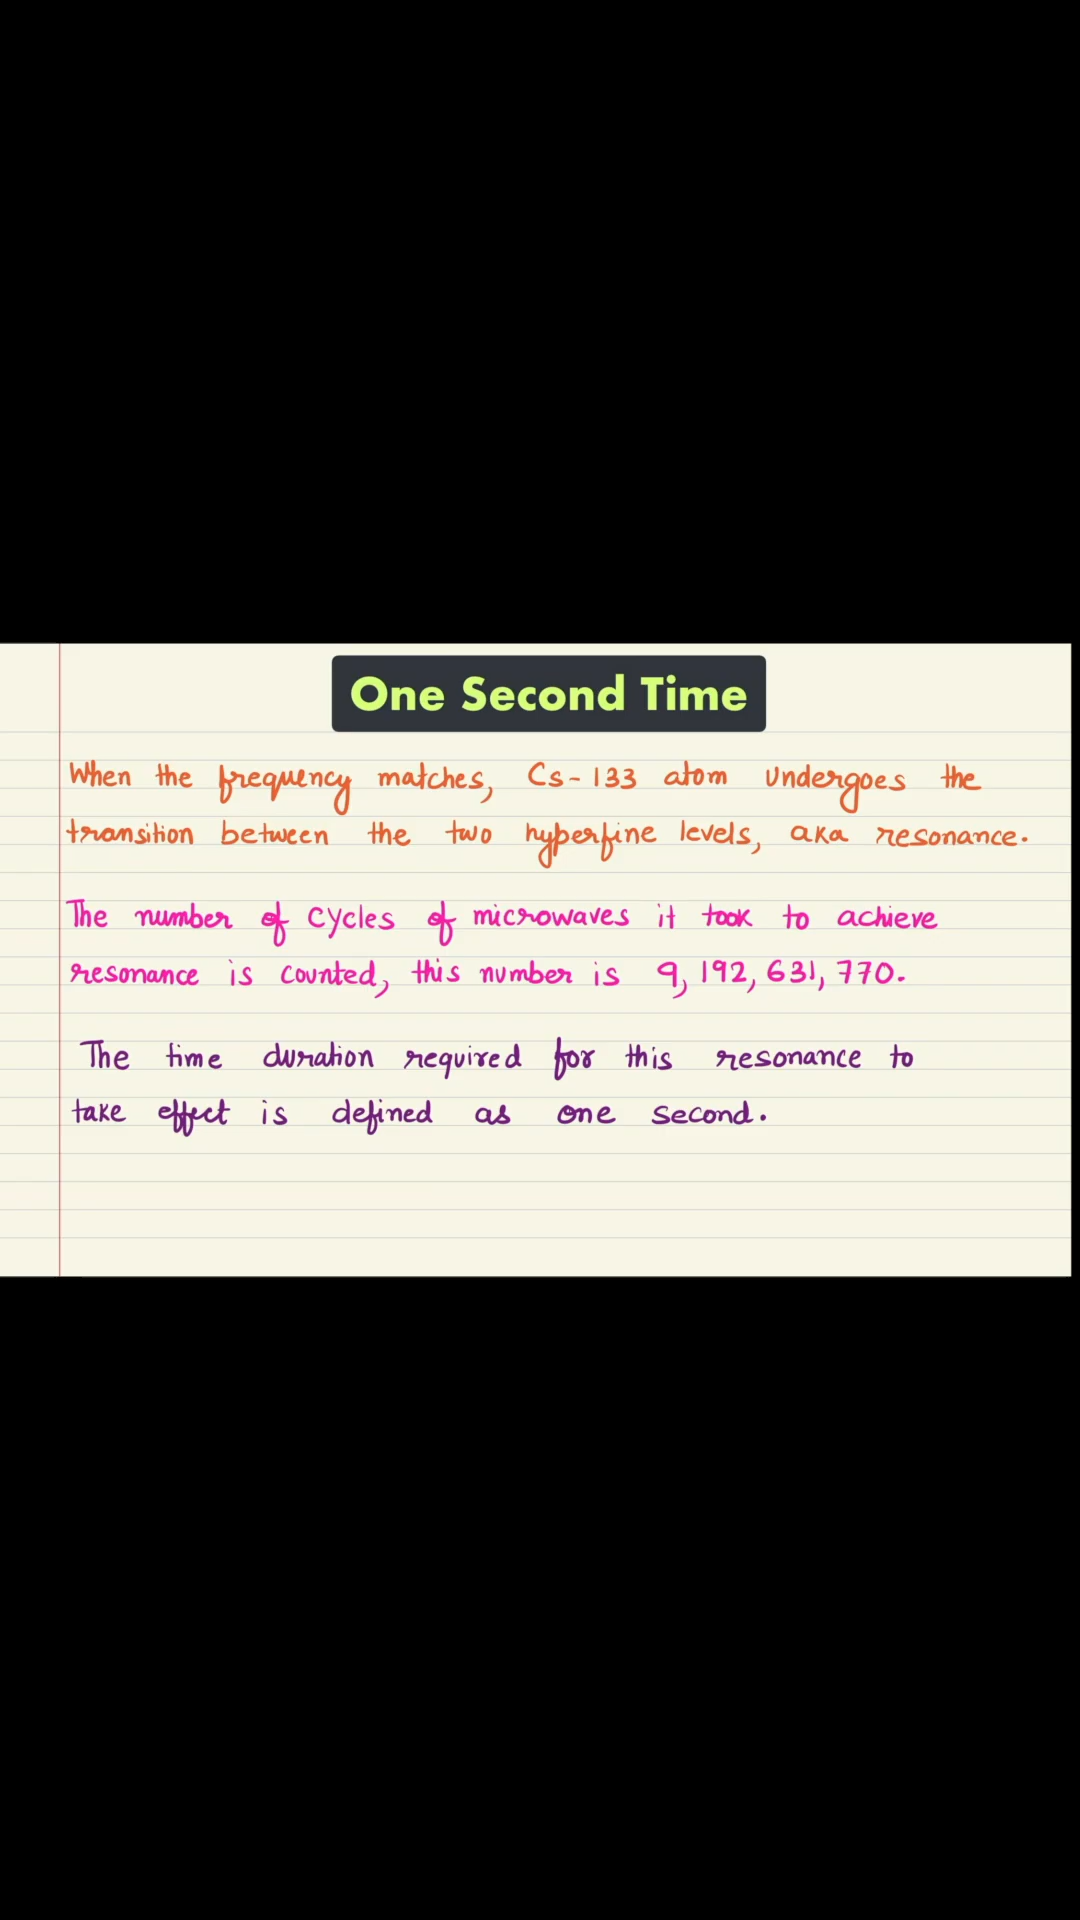 One Second Time
When the frequency matches, Cs-133 atom undergoes the
transition between the two hyperfine levels, aka resonance.
The number of cycles of microwaves it took to achieve
resonance is counted, this number is 9,192,631,770.
The time duration required for this resonance to
take effect is defined as one second.